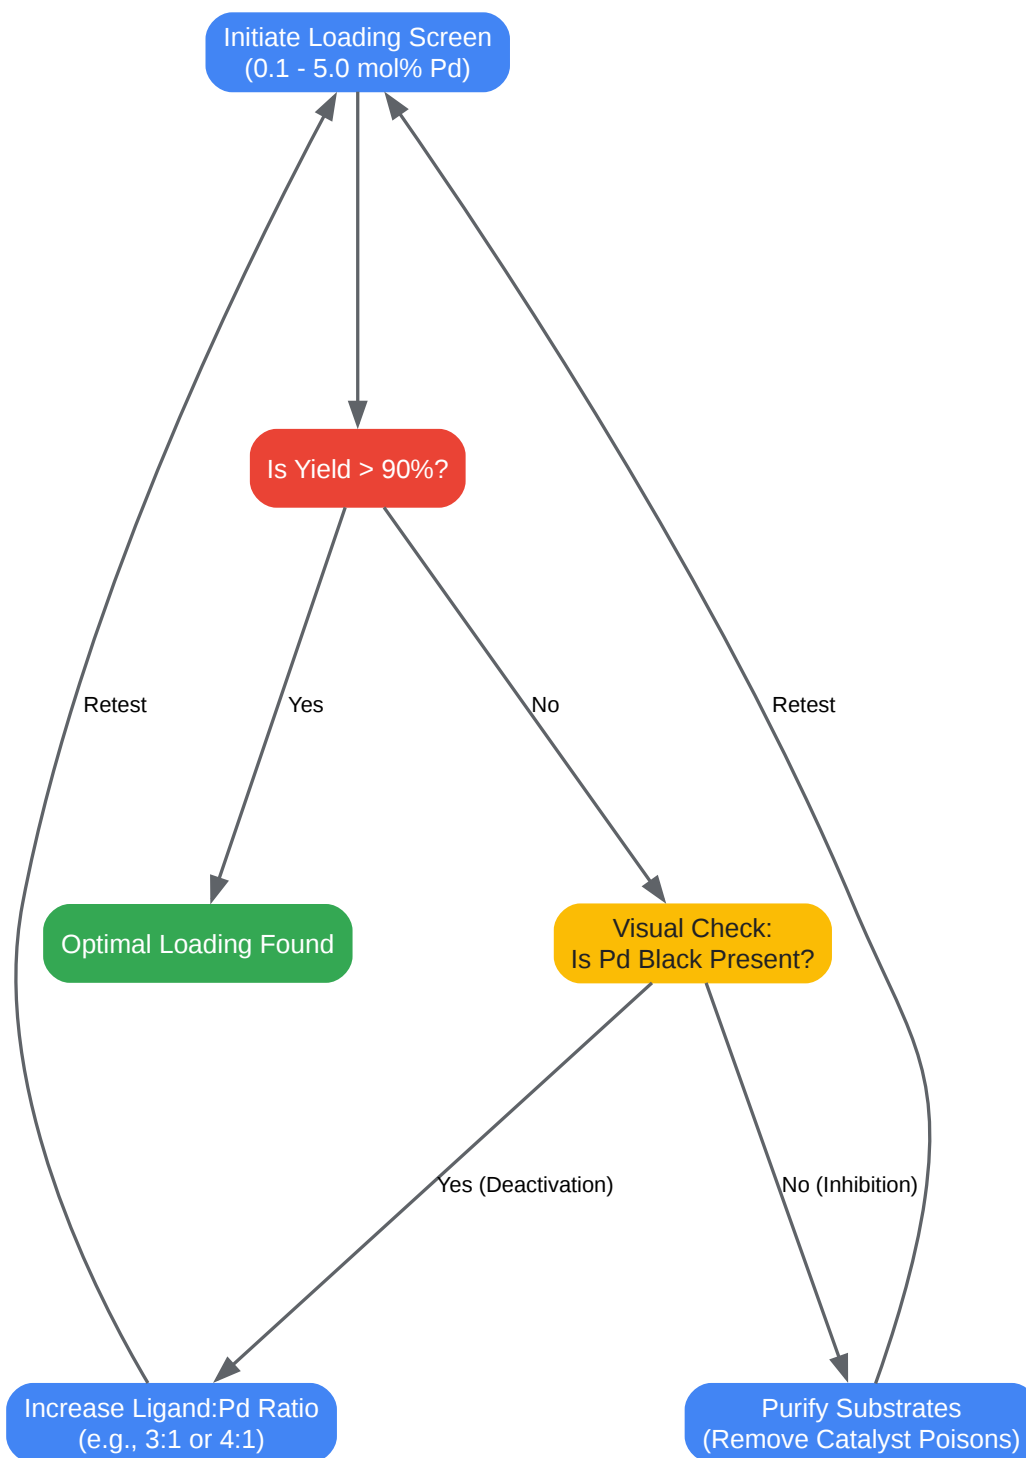 Initiate Loading Screen
(0.1 - 5.0 mol% Pd)
Is Yield > 90%?
Retest
Yes
No
Retest
Optimal Loading Found
Visual Check:
Is Pd Black Present?
Yes (Deactivation)
No (Inhibition)
Increase Ligand:Pd Ratio
(e.g., 3:1 or 4:1)
Purify Substrates
(Remove Catalyst Poisons)